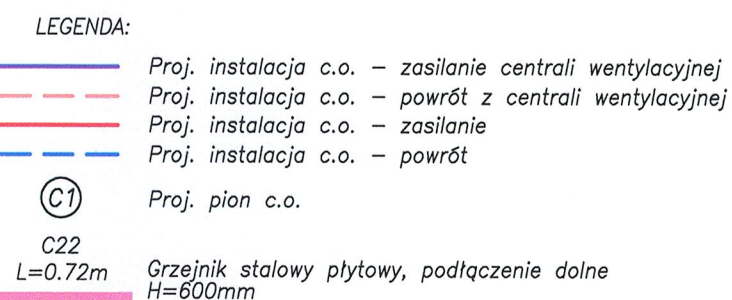 LEGENDA:
Proj. instalacja c.o. – zasilanie centrali wentylacyjnej
Proj. instalacja c.o. – powrót z centrali wentylacyjnej
Proj. instalacja c.o. – zasilanie
Proj. instalacja c.o. – powrót
C1 Proj. pion c.o.
C22
L=0.72m Grzejnik stalowy płytowy, podłączenie dolne
H=600mm